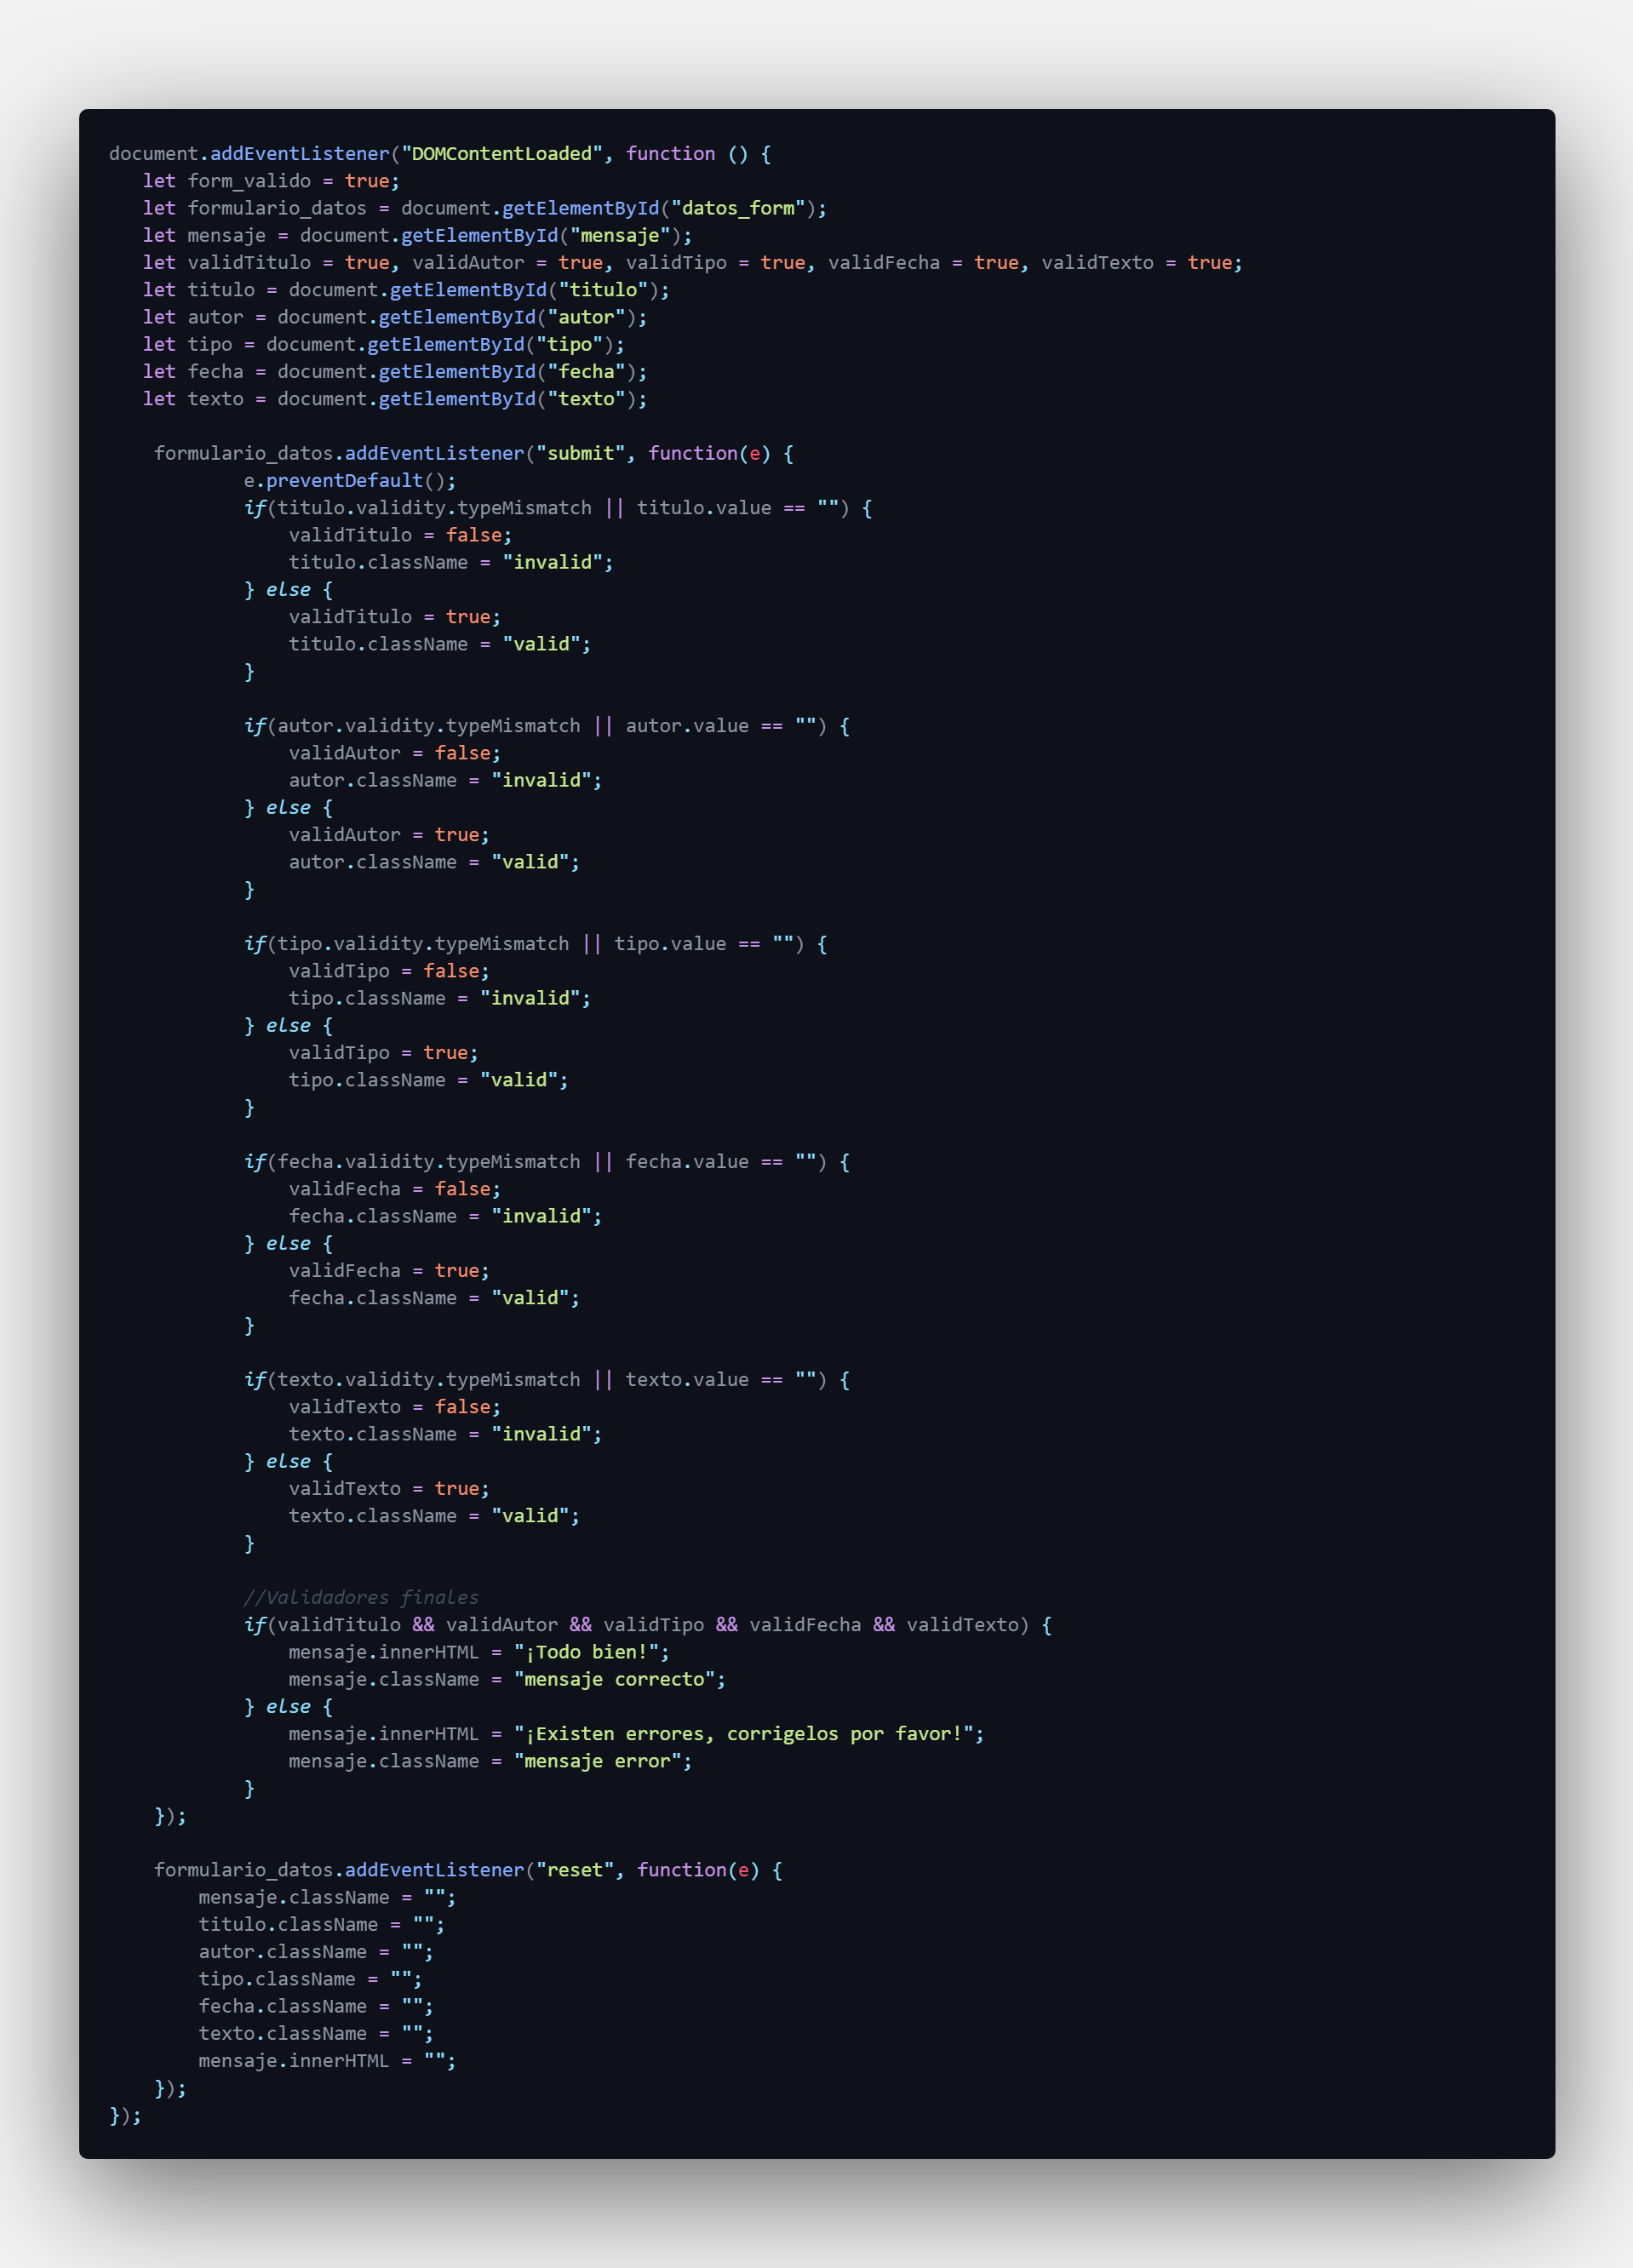 document.addEventListener("DOMContentLoaded", function () {
   let form_valido = true;
   let formulario_datos = document.getElementById("datos_form");
   let mensaje = document.getElementById("mensaje");
   let validTitulo = true, validAutor = true, validTipo = true, validFecha = true, validTexto = true;
   let titulo = document.getElementById("titulo");
   let autor = document.getElementById("autor");
   let tipo = document.getElementById("tipo");
   let fecha = document.getElementById("fecha");
   let texto = document.getElementById("texto");

    formulario_datos.addEventListener("submit", function(e) {
            e.preventDefault();
            if(titulo.validity.typeMismatch || titulo.value == "") {
                validTitulo = false;
                titulo.className = "invalid";
            } else {
                validTitulo = true;
                titulo.className = "valid";
            }

            if(autor.validity.typeMismatch || autor.value == "") {
                validAutor = false;
                autor.className = "invalid";
            } else {
                validAutor = true;
                autor.className = "valid";
            }

            if(tipo.validity.typeMismatch || tipo.value == "") {
                validTipo = false;
                tipo.className = "invalid";
            } else {
                validTipo = true;
                tipo.className = "valid";
            }

            if(fecha.validity.typeMismatch || fecha.value == "") {
                validFecha = false;
                fecha.className = "invalid";
            } else {
                validFecha = true;
                fecha.className = "valid";
            }

            if(texto.validity.typeMismatch || texto.value == "") {
                validTexto = false;
                texto.className = "invalid";
            } else {
                validTexto = true;
                texto.className = "valid";
            }

            //Validadores finales
            if(validTitulo && validAutor && validTipo && validFecha && validTexto) {
                mensaje.innerHTML = "¡Todo bien!";
                mensaje.className = "mensaje correcto";
            } else {
                mensaje.innerHTML = "¡Existen errores, corrigelos por favor!";
                mensaje.className = "mensaje error";
            }
    });

    formulario_datos.addEventListener("reset", function(e) {
        mensaje.className = "";
        titulo.className = "";
        autor.className = "";
        tipo.className = "";
        fecha.className = "";
        texto.className = "";
        mensaje.innerHTML = "";
    });
});